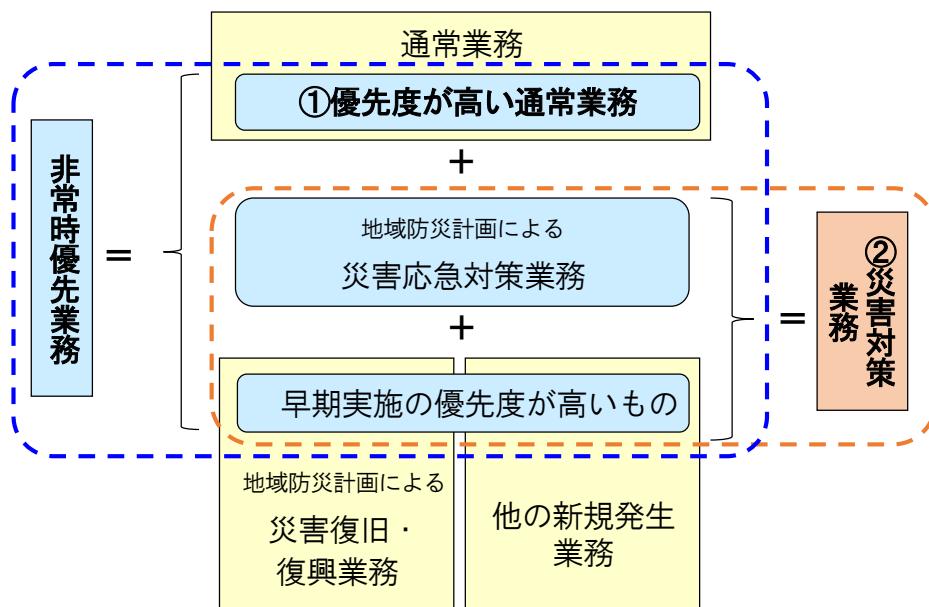 通常業務
①優先度が高い通常業務
+
非常時優先業務
=
地域防災計画による
災害応急対策業務
+
=
②災害対策
業務
早期実施の優先度が高いもの
地域防災計画による
災害復旧・
復興業務
他の新規発生
業務